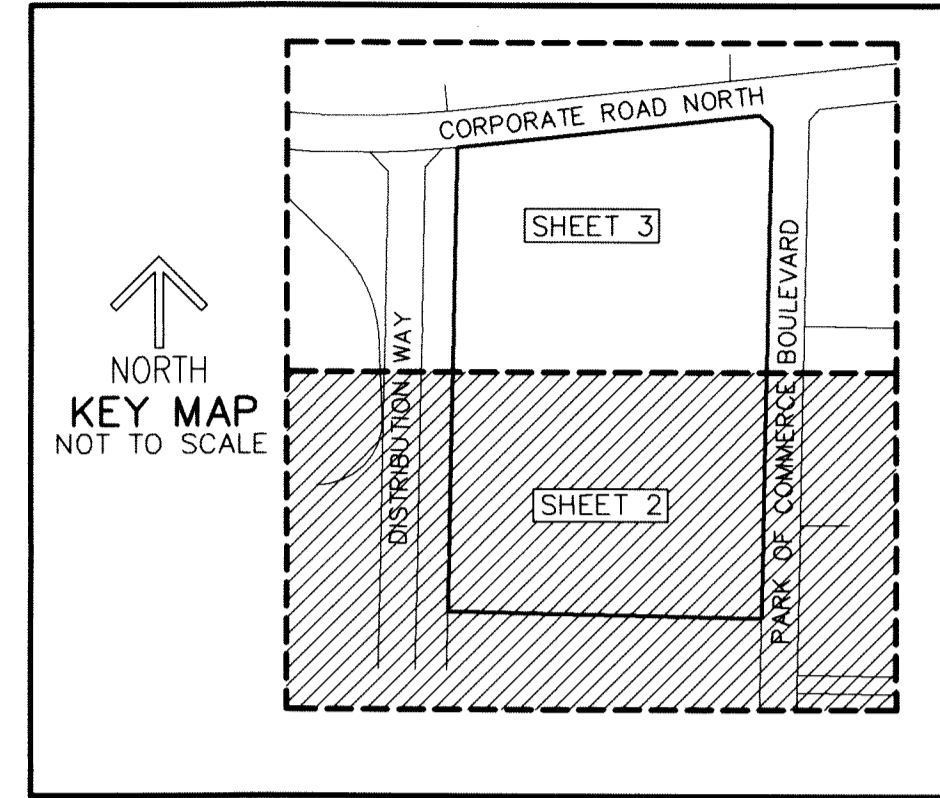 CORPORATE ROAD NORTH
SHEET 3
PARK OF COMMERCE BOULEVARD
DISTRIBUTION WAY
NORTH
KEY MAP
NOT TO SCALE
SHEET 2